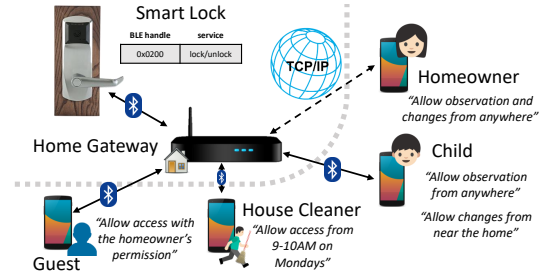 Smart Lock
BLE handle service
0x0200 lock/unlock
TCP/IP
Homeowner
“Allow observation and
changes from anywhere”
Home Gateway
Child
“Allow observation
from anywhere”
“Allow changes from
near the home”
House Cleaner
“Allow access from
9-10AM on
Mondays”
“Allow access with
the homeowner’s
permission”
Guest